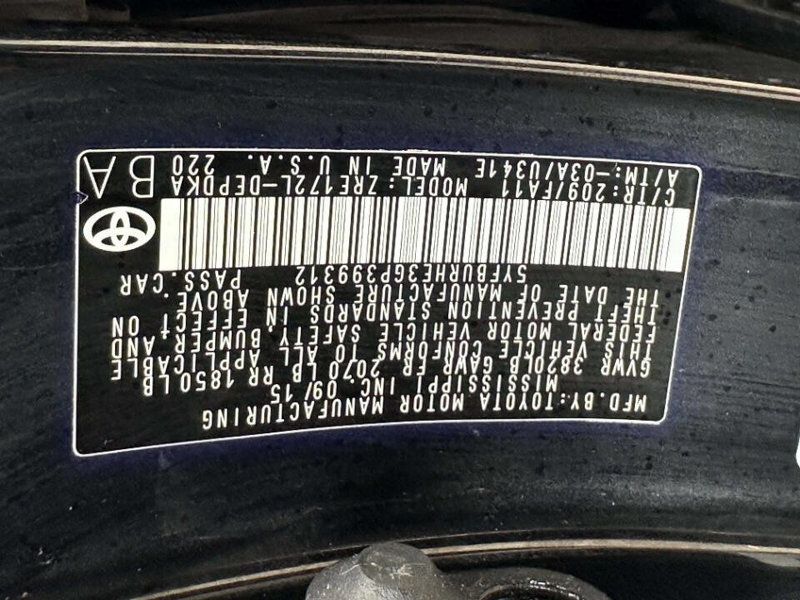 MFD.BY:TOYOTA MOTOR MANUFACTURING
MISSISSIPPI INC. 09/15
GVWR 3820LB GAWR FR 2070LB RR 1850LB
THIS VEHICLE CONFORMS TO ALL APPLICABLE
FEDERAL MOTOR VEHICLE SAFETY, BUMPER AND
THEFT PREVENTION STANDARDS IN EFFECT ON
THE DATE OF MANUFACTURE SHOWN ABOVE.
5YFBURHE3GP399312 PASS.CAR
C/TR:209/FA11 MODEL:ZRE172L-DEPDKA
A/TM:-03A/U341E MADE IN U.S.A. 220
BA